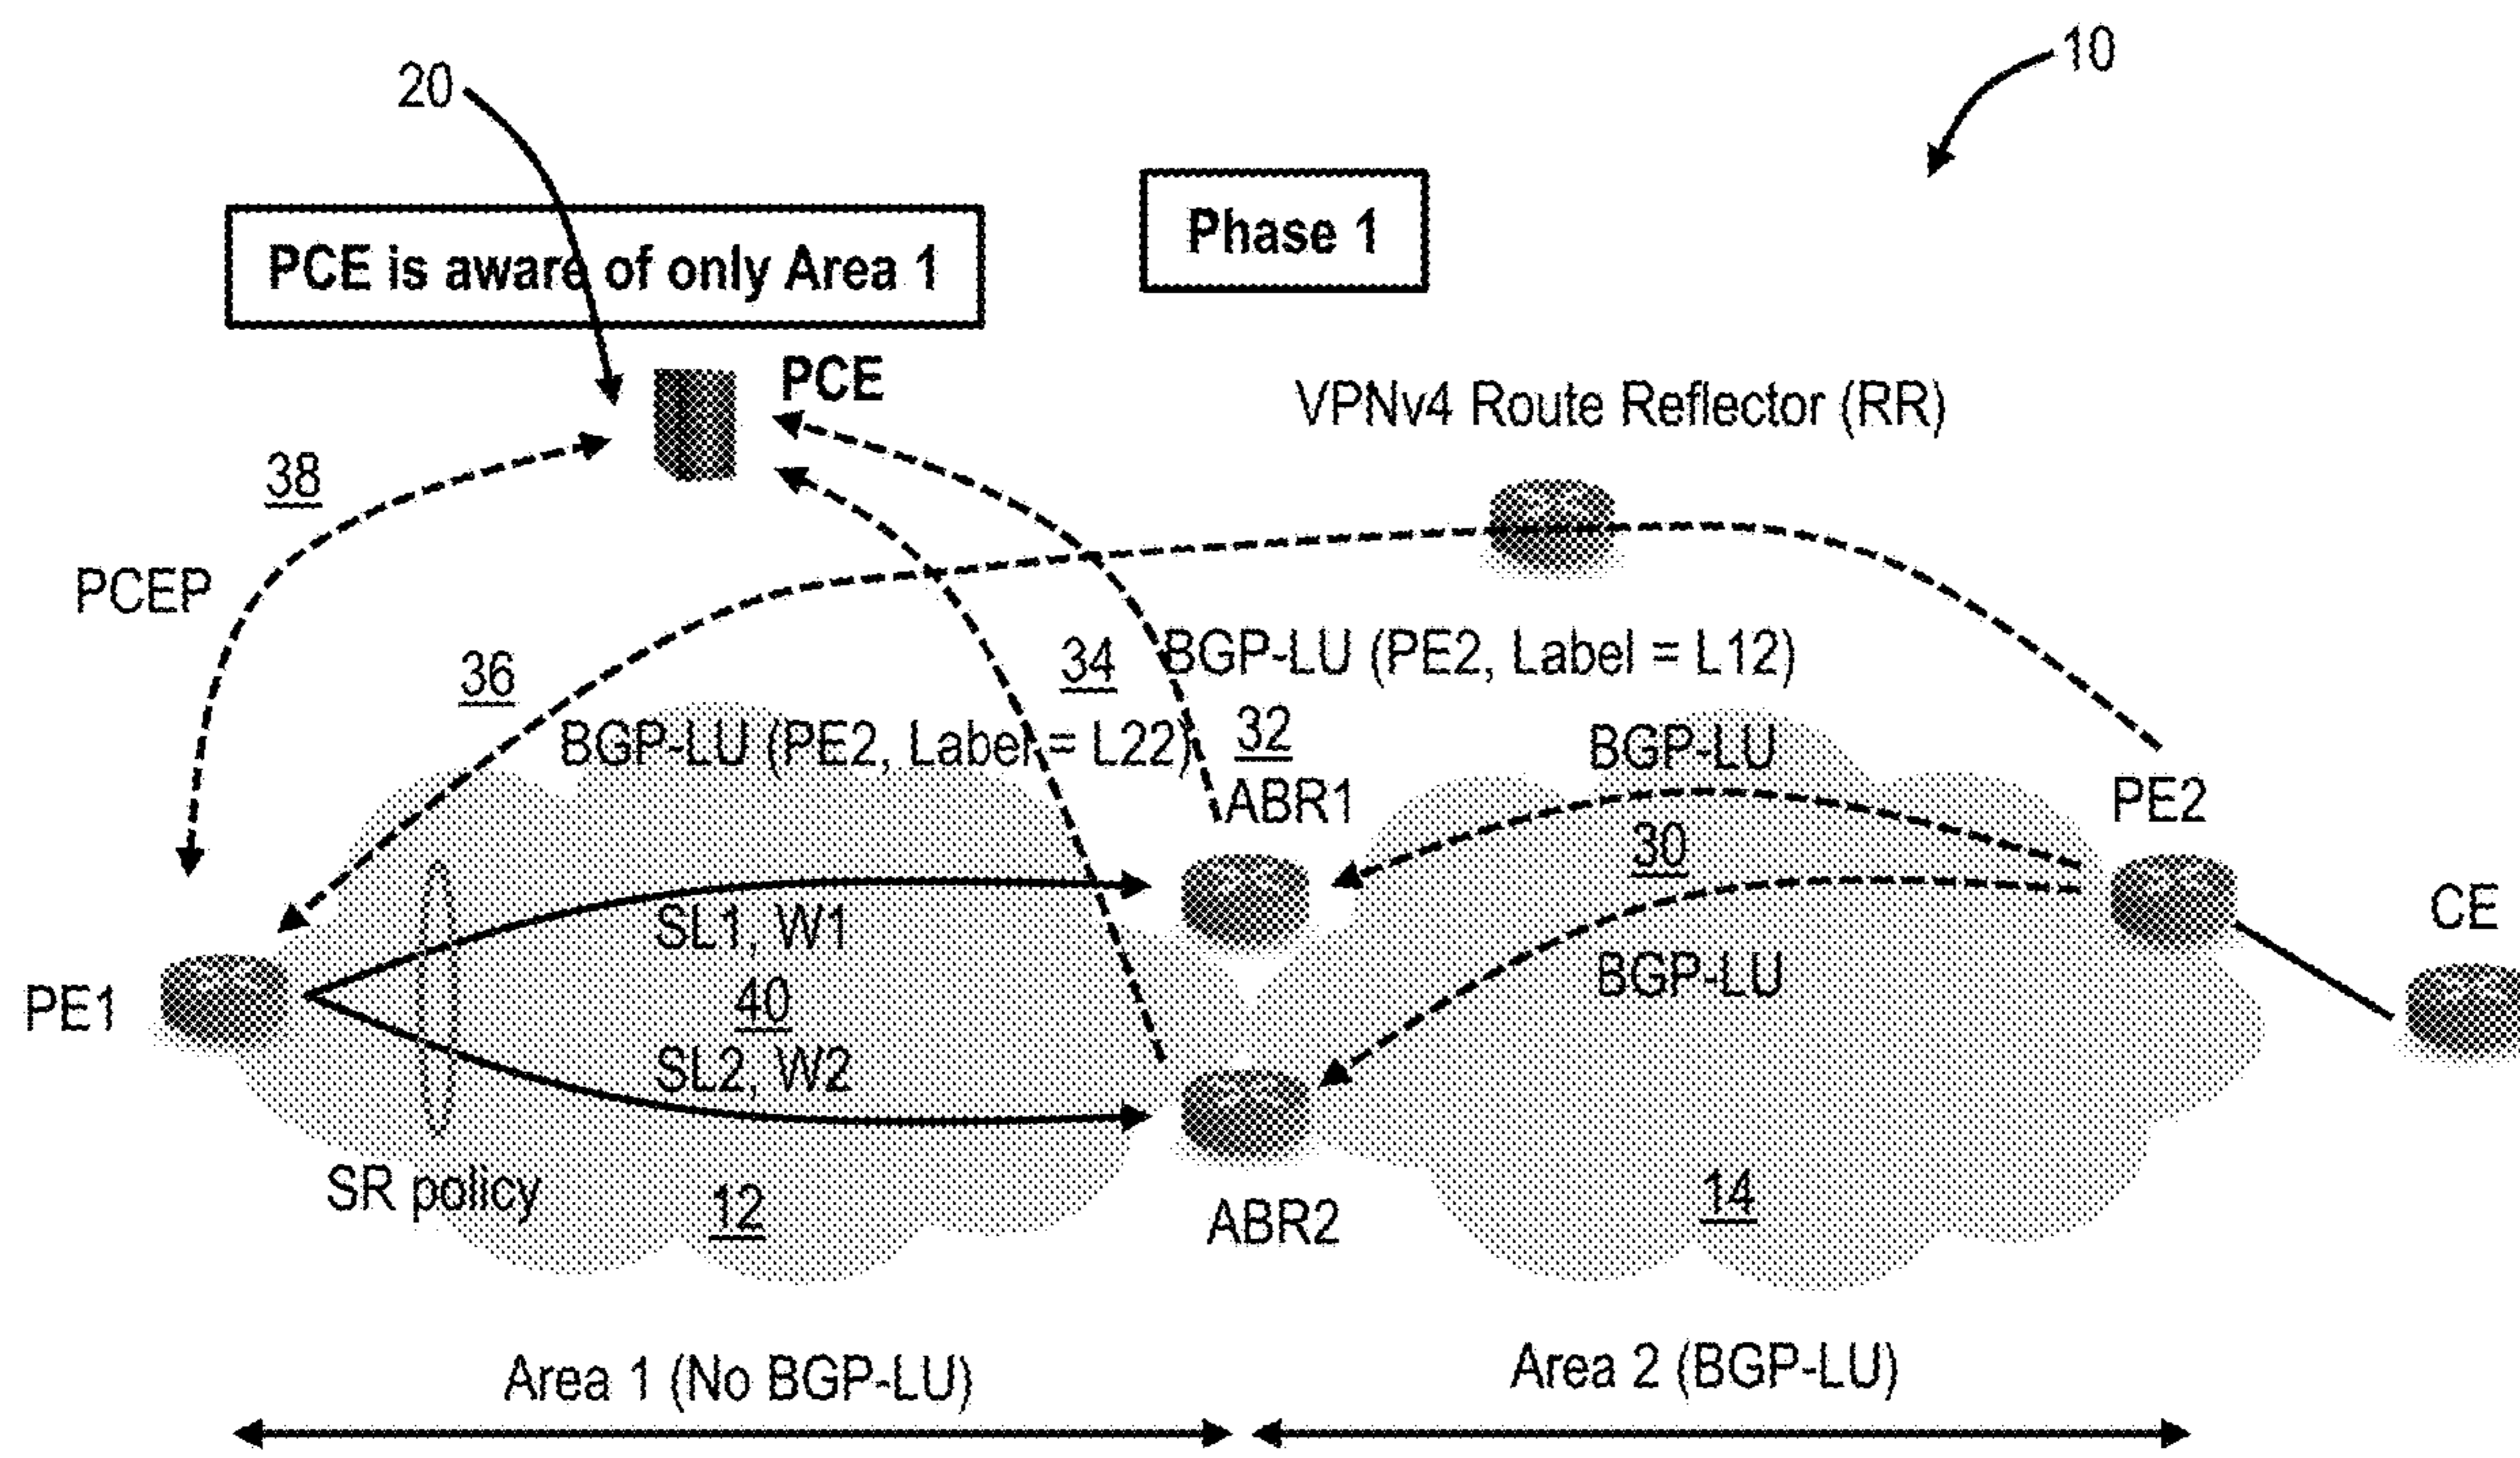 10
20
Phase 1
PCE is aware of only Area 1
PCE
VPNv4 Route Reflector (RR)
38
PCEP
36
34
BGP-LU (PE2, Label = L12)
BGP-LU (PE2, Label = L22)
32
BGP-LU
ABR1
PE2
30
CE
SL1, W1
BGP-LU
PE1
40
SL2, W2
SR policy
12
ABR2
14
Area 1 (No BGP-LU)
Area 2 (BGP-LU)